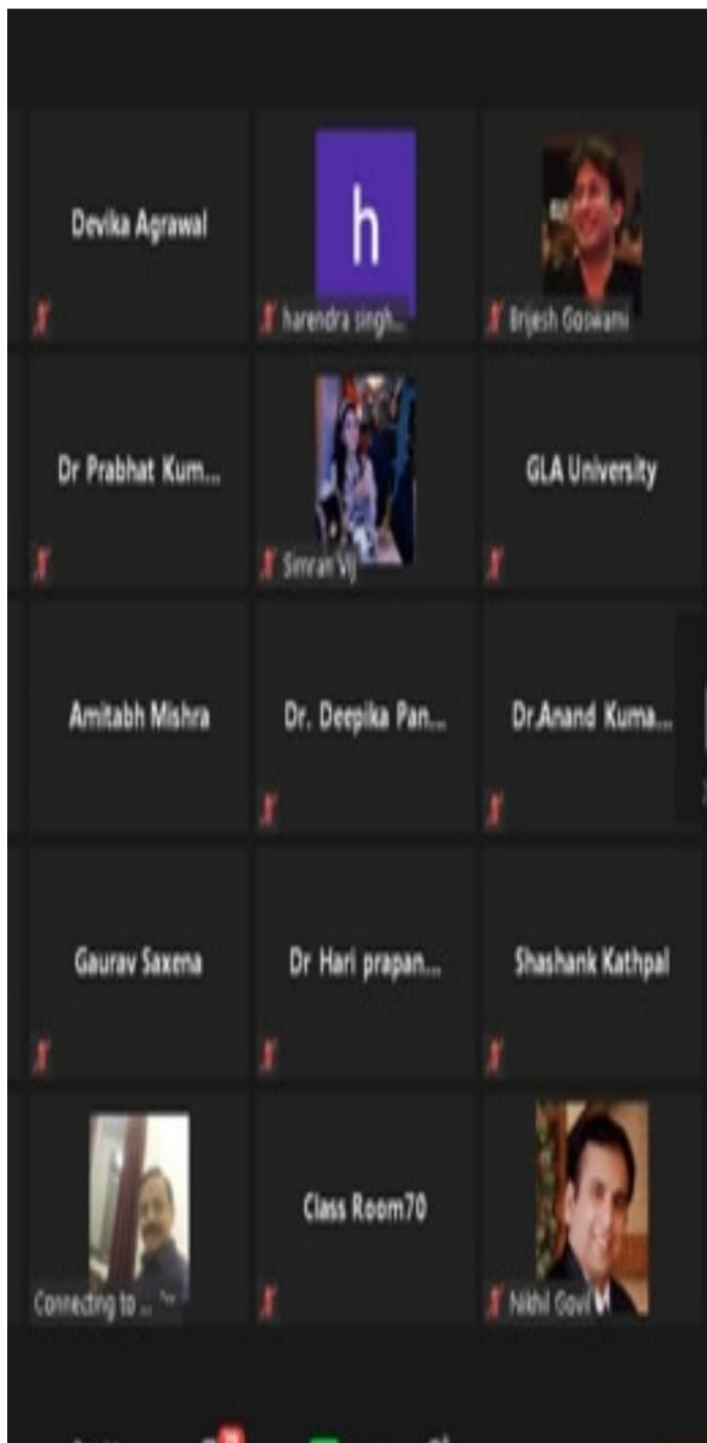 Devika Agrawal
h
harendra singh...
Brijesh Goswami
Dr Prabhat Kum...
Simran Vij
GLA University
Amitabh Mishra
Dr. Deepika Pan...
Dr.Anand Kuma...
Gaurav Saxena
Dr Hari prapan...
Shashank Kathpal
Connecting to ...
Class Room70
Nikhil Govil